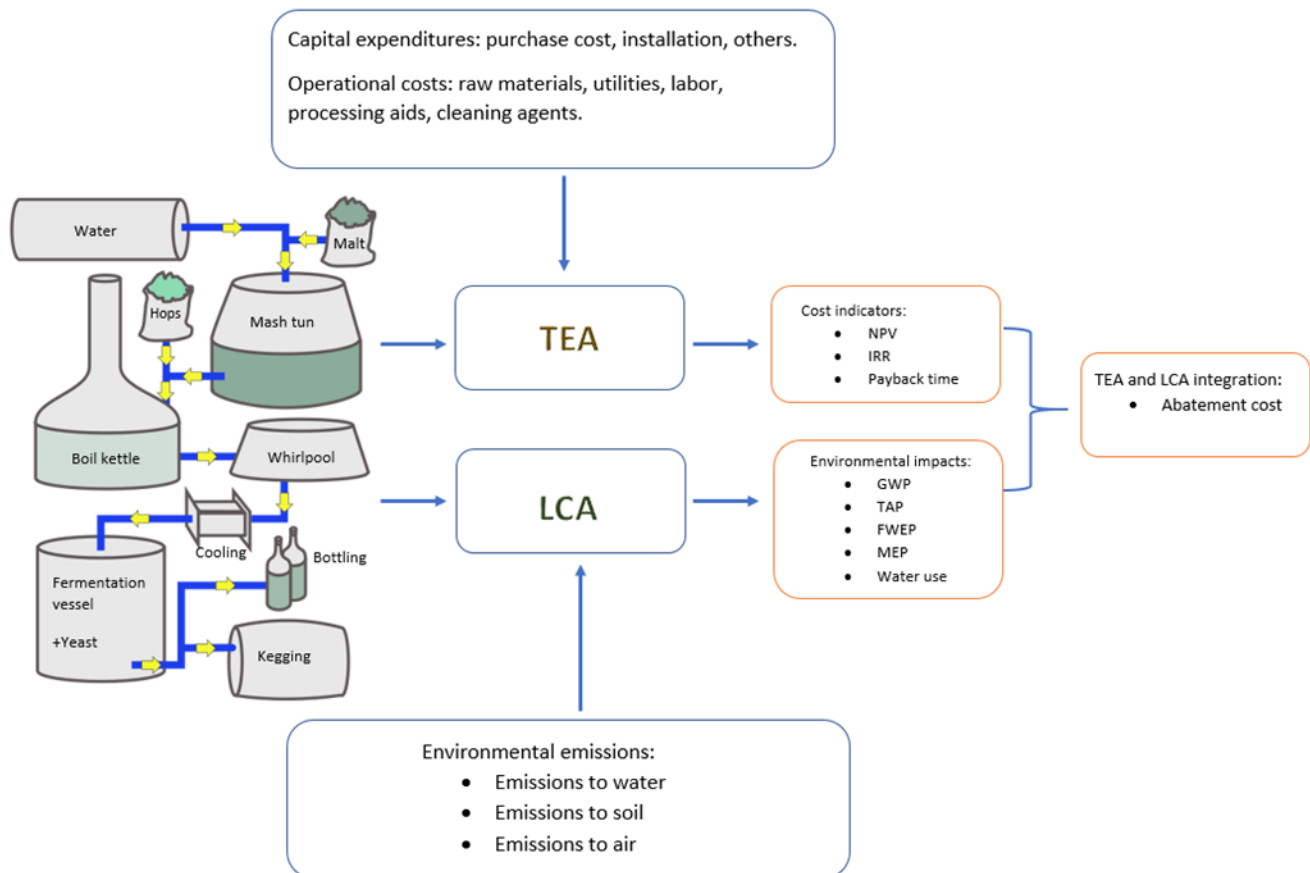 Capital expenditures: purchase cost, installation, others.
Operational costs: raw materials, utilities, labor,
processing aids, cleaning agents.
Water
Malt
Hops
Mash tun
Boil kettle
Whirlpool
Cooling
Bottling
Fermentation
vessel
+Yeast
Kegging
TEA
LCA
Cost indicators:
• NPV
• IRR
• Payback time
Environmental impacts:
• GWP
• TAP
• FWEP
• MEP
• Water use
TEA and LCA integration:
• Abatement cost
Environmental emissions:
• Emissions to water
• Emissions to soil
• Emissions to air